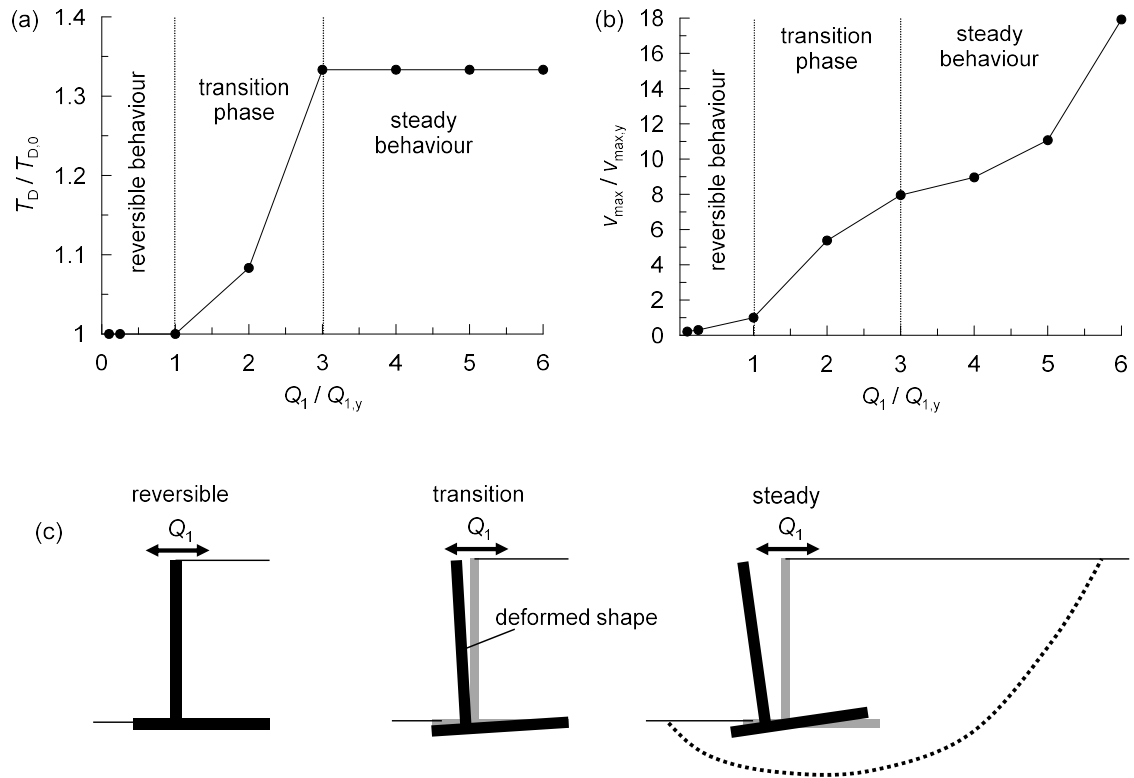 (a)
1.4
1.3
1.2
1.1
1
T_D / T_D,0
reversible behaviour
transition
phase
steady
behaviour
0 1 2 3 4 5 6
Q_1 / Q_1,y
(b)
18
16
14
12
10
8
6
4
2
0
v_max / v_max,y
reversible behaviour
transition
phase
steady
behaviour
1 2 3 4 5 6
Q_1 / Q_1,y
(c)
reversible
Q_1
transition
Q_1
deformed shape
steady
Q_1